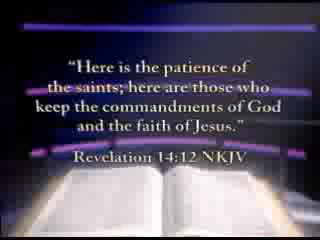 “Here is the patience of
the saints; here are those who
keep the commandments of God
and the faith of Jesus.”
Revelation 14:12 NKJV